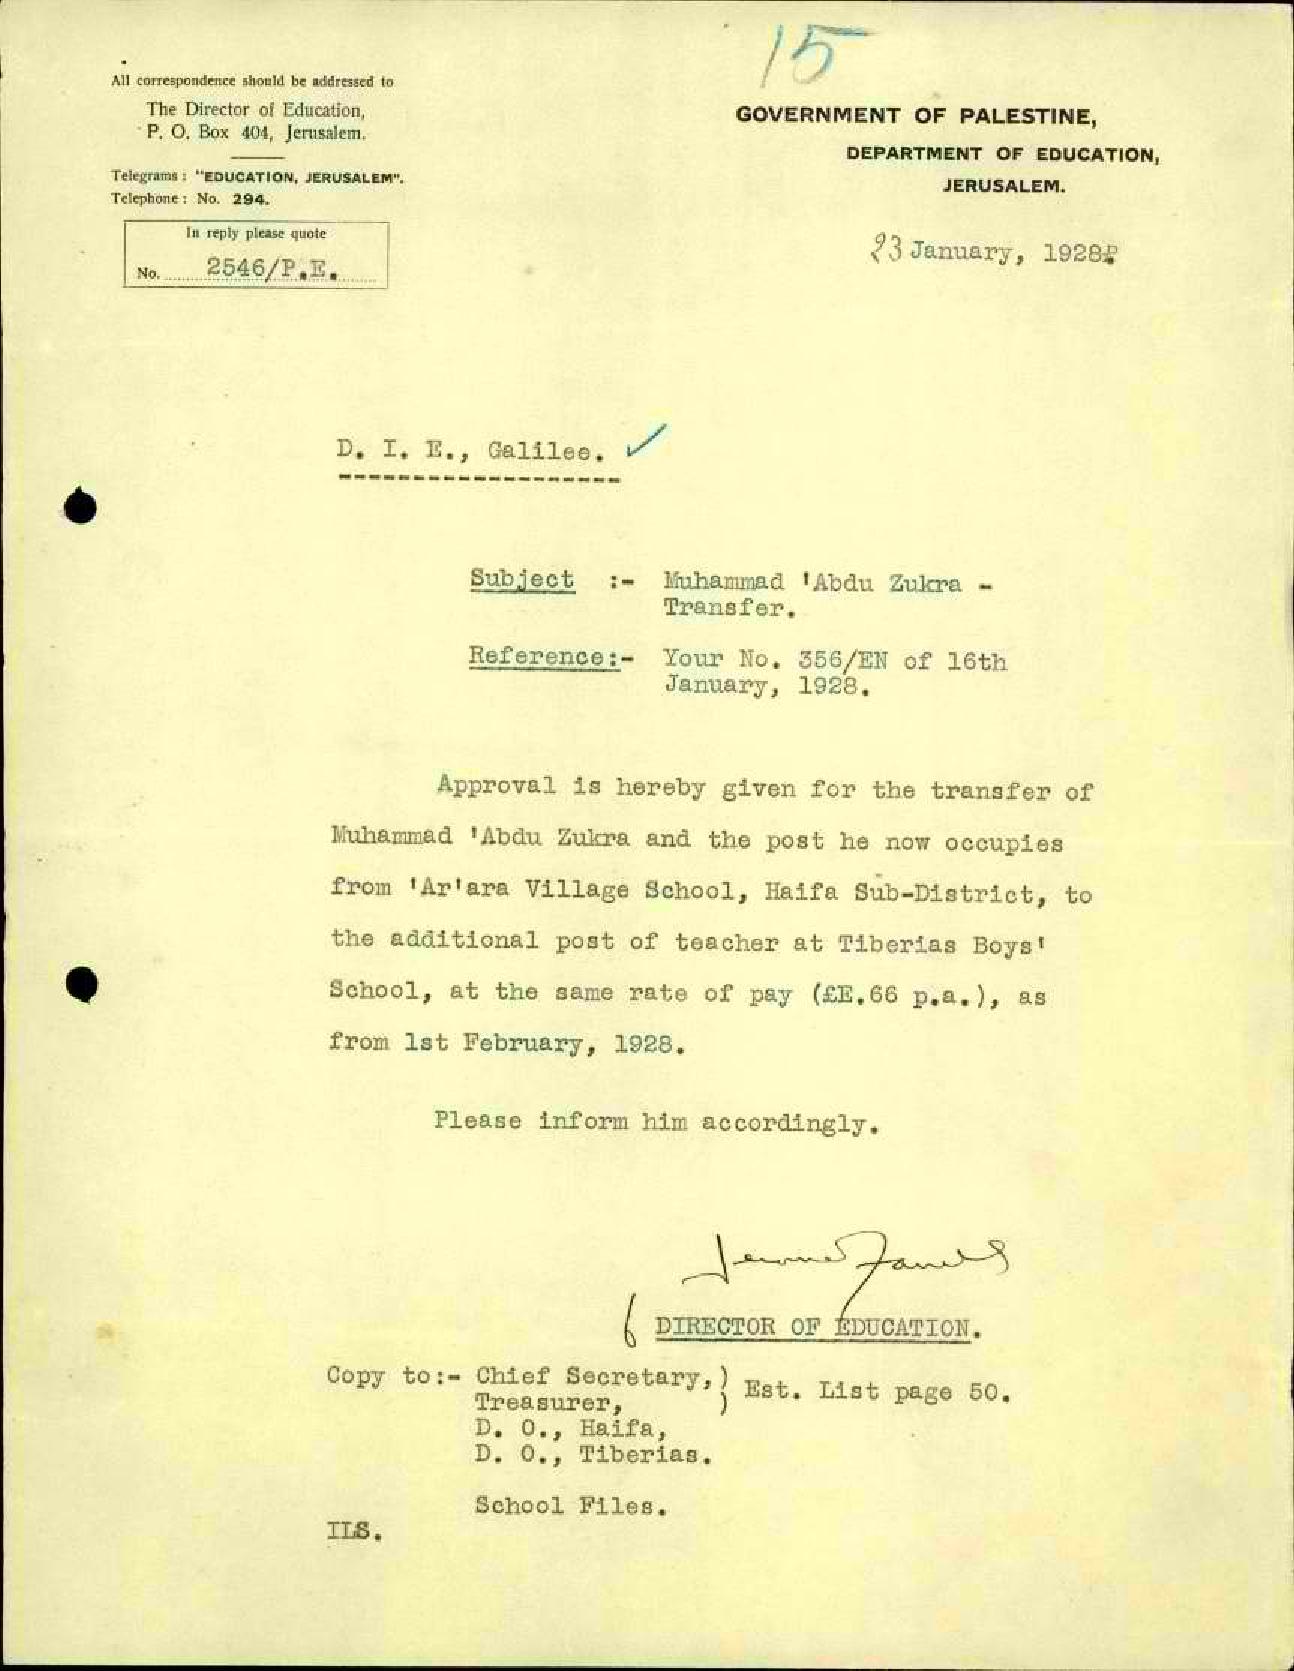 15
All correspondence should be addressed to
The Director of Education,
P. O. Box 404, Jerusalem.
Telegrams : "EDUCATION, JERUSALEM".
Telephone : No. 294.
In reply please quote
No. 2546/P.E.
GOVERNMENT OF PALESTINE,
DEPARTMENT OF EDUCATION,
JERUSALEM.
23 January, 1928.
D. I. E., Galilee.
Subject :- Muhammad 'Abdu Zukra -
Transfer.
Reference:- Your No. 356/EN of 16th
January, 1928.
Approval is hereby given for the transfer of
Muhammad 'Abdu Zukra and the post he now occupies
from 'Ar'ara Village School, Haifa Sub-District, to
the additional post of teacher at Tiberias Boys'
School, at the same rate of pay (£E.66 p.a.), as
from 1st February, 1928.
Please inform him accordingly.
DIRECTOR OF EDUCATION.
Copy to:- Chief Secretary,) Est. List page 50.
Treasurer, )
D. O., Haifa,
D. O., Tiberias.
School Files.
ILS.